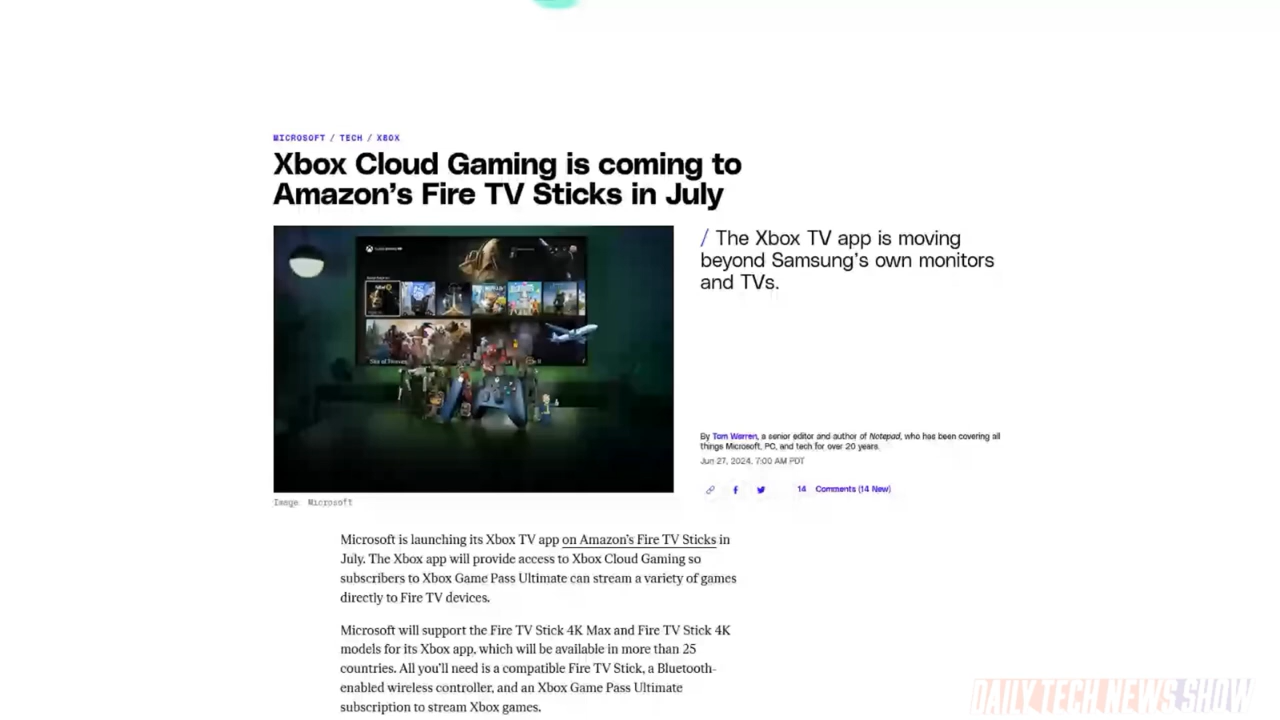 MICROSOFT / TECH / XBOX
Xbox Cloud Gaming is coming to
Amazon’s Fire TV Sticks in July
/ The Xbox TV app is moving
beyond Samsung’s own monitors
and TVs.
By Tom Warren, a senior editor and author of Notepad, who has been covering all
things Microsoft, PC, and tech for over 20 years.
Jun 27, 2024, 7:00 AM PDT
14 Comments (14 New)
Image: Microsoft
Microsoft is launching its Xbox TV app on Amazon’s Fire TV Sticks in
July. The Xbox app will provide access to Xbox Cloud Gaming so
subscribers to Xbox Game Pass Ultimate can stream a variety of games
directly to Fire TV devices.
Microsoft will support the Fire TV Stick 4K Max and Fire TV Stick 4K
models for its Xbox app, which will be available in more than 25
countries. All you’ll need is a compatible Fire TV Stick, a Bluetooth-
enabled wireless controller, and an Xbox Game Pass Ultimate
subscription to stream Xbox games.
DAILY TECH NEWS SHOW